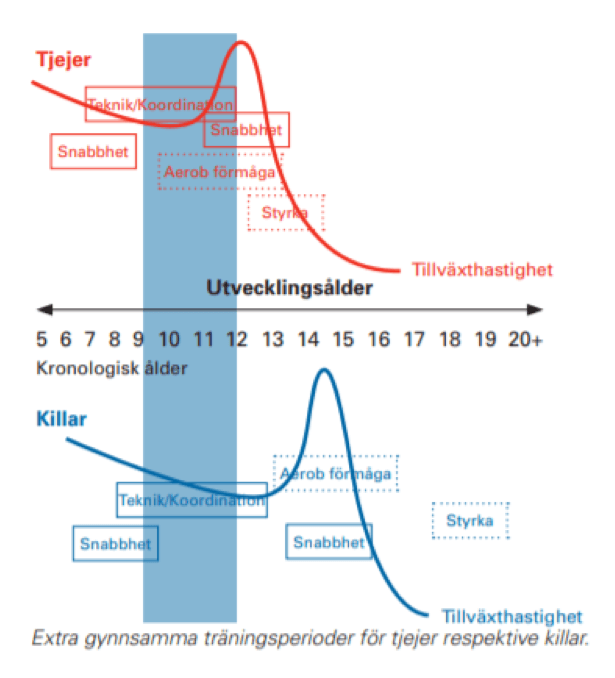 Tjejer
Teknik/Koordination
Snabbhet
Snabbhet
Aerob förmåga
Styrka
Tillväxthastighet
Utvecklingsålder
5 6 7 8 9 10 11 12 13 14 15 16 17 18 19 20+
Kronologisk ålder
Killar
Aerob förmåga
Teknik/Koordination
Styrka
Snabbhet
Snabbhet
Tillväxthastighet
Extra gynnsamma träningsperioder för tjejer respektive killar.